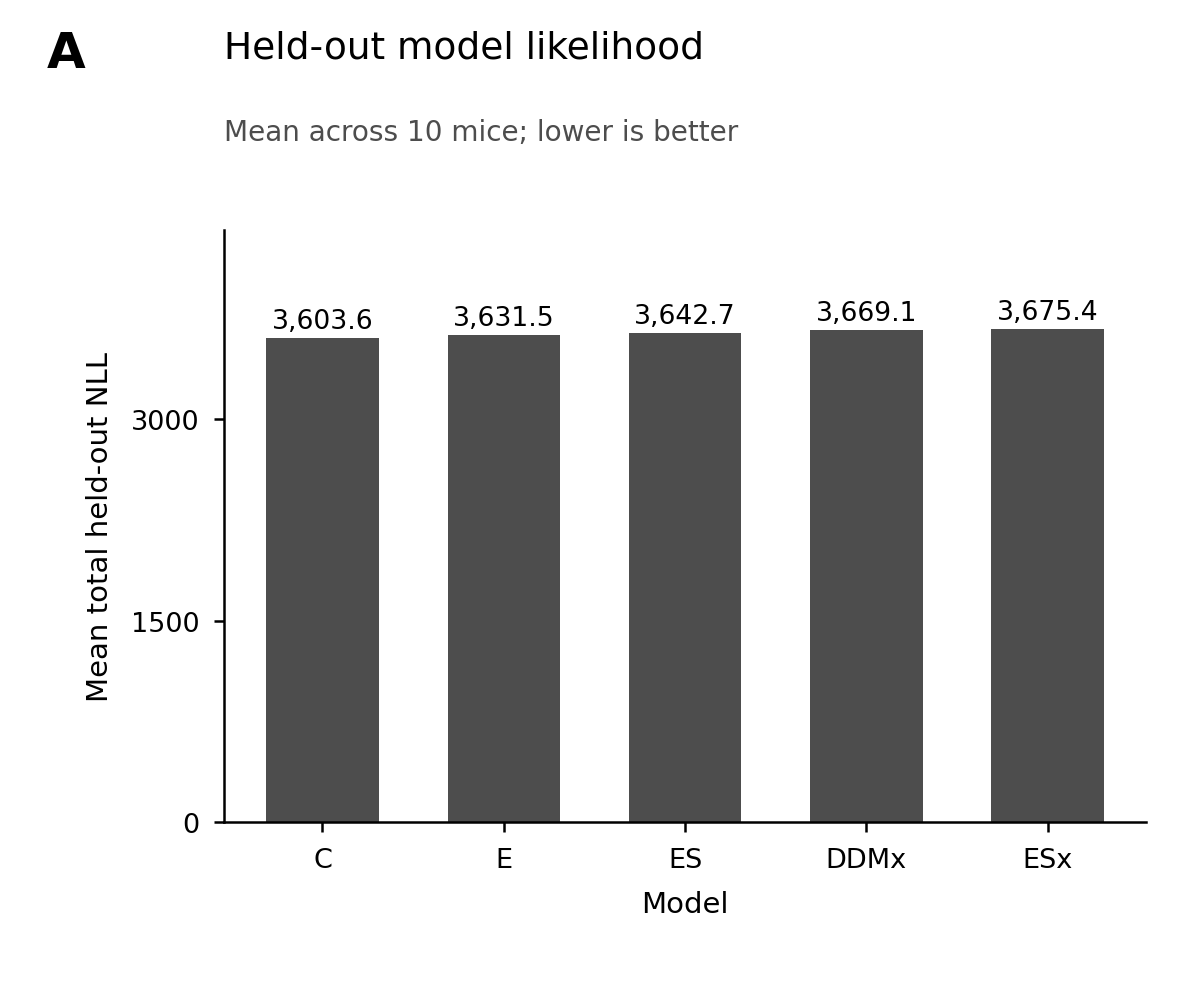 A
Held-out model likelihood
Mean across 10 mice; lower is better
Mean total held-out NLL
3000
1500
0
3,603.6
3,631.5
3,642.7
3,669.1
3,675.4
C
E
ES
DDMx
ESx
Model